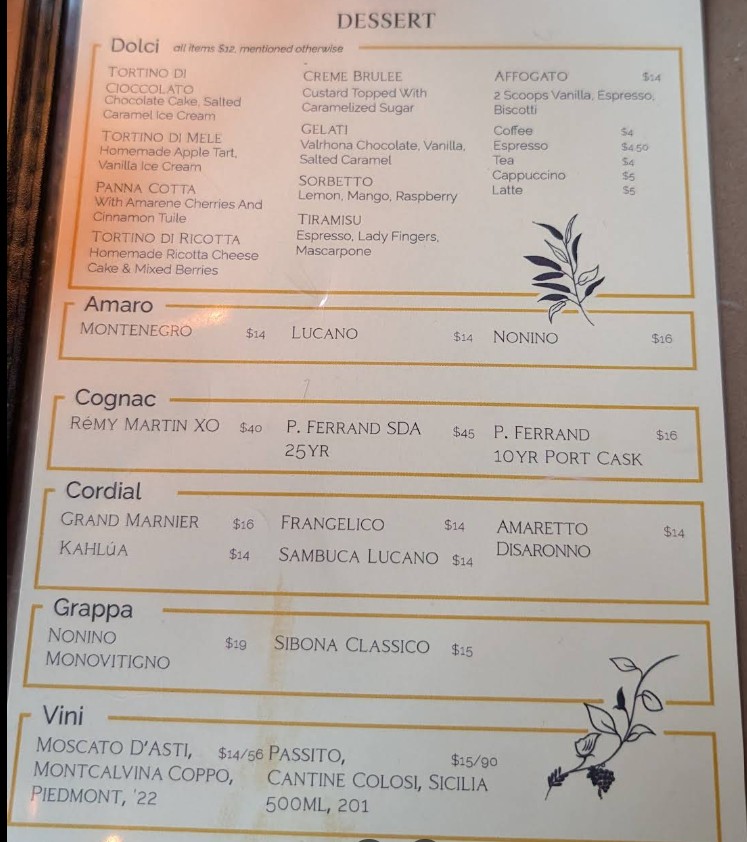 DESSERT
Dolci all items $12, mentioned otherwise
TORTINO DI
CIOCCOLATO
Chocolate Cake, Salted
Caramel Ice Cream
TORTINO DI MELE
Homemade Apple Tart,
Vanilla Ice Cream
PANNA COTTA
With Amarene Cherries And
Cinnamon Tuile
TORTINO DI RICOTTA
Homemade Ricotta Cheese
Cake & Mixed Berries
CREME BRULEE
Custard Topped With
Caramelized Sugar
GELATI
Valrhona Chocolate, Vanilla,
Salted Caramel
SORBETTO
Lemon, Mango, Raspberry
TIRAMISU
Espresso, Lady Fingers,
Mascarpone
AFFOGATO $14
2 Scoops Vanilla, Espresso,
Biscotti
Coffee $4
Espresso $4.50
Tea $4
Cappuccino $5
Latte $5
Amaro
MONTENEGRO $14 LUCANO $14 NONINO $16
Cognac
RéMY MARTIN XO $40 P. FERRAND SDA $45 P. FERRAND $16
25YR 10YR PORT CASK
Cordial
GRAND MARNIER $16 FRANGELICO $14 AMARETTO $14
KAHLÚA $14 SAMBUCA LUCANO $14 DISARONNO
Grappa
NONINO $19 SIBONA CLASSICO $15
MONOVITIGNO
Vini
MOSCATO D'ASTI, $14/56 PASSITO, $15/90
MONTCALVINA COPPO, CANTINE COLOSI, SICILIA
PIEDMONT, '22 500ML, 201